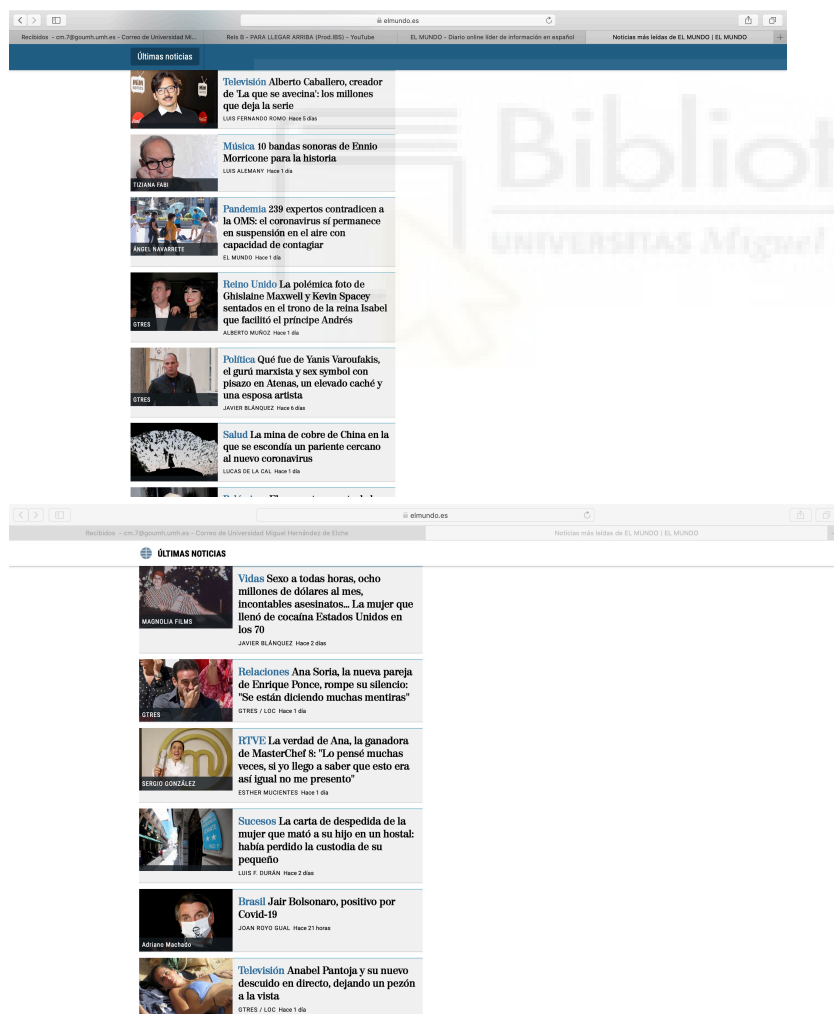 elmundo.es
Recibidos - cm.7@goumh.umh.es - Correo de Universidad Mi...
Rels B - PARA LLEGAR ARRIBA (Prod.IBS) - YouTube
EL MUNDO - Diario online líder de información en español
Noticias más leídas de EL MUNDO | EL MUNDO
Últimas noticias
Televisión Alberto Caballero, creador
de 'La que se avecina': los millones
que deja la serie
LUIS FERNANDO ROMO Hace 5 días
Música 10 bandas sonoras de Ennio
Morricone para la historia
LUIS ALEMANY Hace 1 día
TIZIANA FABI
Pandemia 239 expertos contradicen a
la OMS: el coronavirus sí permanece
en suspensión en el aire con
capacidad de contagiar
EL MUNDO Hace 1 día
ÁNGEL NAVARRETE
Reino Unido La polémica foto de
Ghislaine Maxwell y Kevin Spacey
sentados en el trono de la reina Isabel
que facilitó el príncipe Andrés
ALBERTO MUÑOZ Hace 1 día
GTRES
Política Qué fue de Yanis Varoufakis,
el gurú marxista y sex symbol con
pisazo en Atenas, un elevado caché y
una esposa artista
JAVIER BLÁNQUEZ Hace 6 días
GTRES
Salud La mina de cobre de China en la
que se escondía un pariente cercano
al nuevo coronavirus
LUCAS DE LA CAL Hace 1 día
Bibliot
UNIVERSITAS Miguel
elmundo.es
Recibidos - cm.7@goumh.umh.es - Correo de Universidad Miguel Hernández de Elche
Noticias más leídas de EL MUNDO | EL MUNDO
ÚLTIMAS NOTICIAS
Vidas Sexo a todas horas, ocho
millones de dólares al mes,
incontables asesinatos... La mujer que
llenó de cocaína Estados Unidos en
los 70
JAVIER BLÁNQUEZ Hace 2 días
MAGNOLIA FILMS
Relaciones Ana Soria, la nueva pareja
de Enrique Ponce, rompe su silencio:
"Se están diciendo muchas mentiras"
GTRES / LOC Hace 1 día
GTRES
RTVE La verdad de Ana, la ganadora
de MasterChef 8: "Lo pensé muchas
veces, si yo llego a saber que esto era
así igual no me presento"
ESTHER MUCIENTES Hace 1 día
SERGIO GONZÁLEZ
Sucesos La carta de despedida de la
mujer que mató a su hijo en un hostal:
había perdido la custodia de su
pequeño
LUIS F. DURÁN Hace 2 días
Brasil Jair Bolsonaro, positivo por
Covid-19
JOAN ROYO GUAL Hace 21 horas
Adriano Machado
Televisión Anabel Pantoja y su nuevo
descuido en directo, dejando un pezón
a la vista
GTRES / LOC Hace 1 día